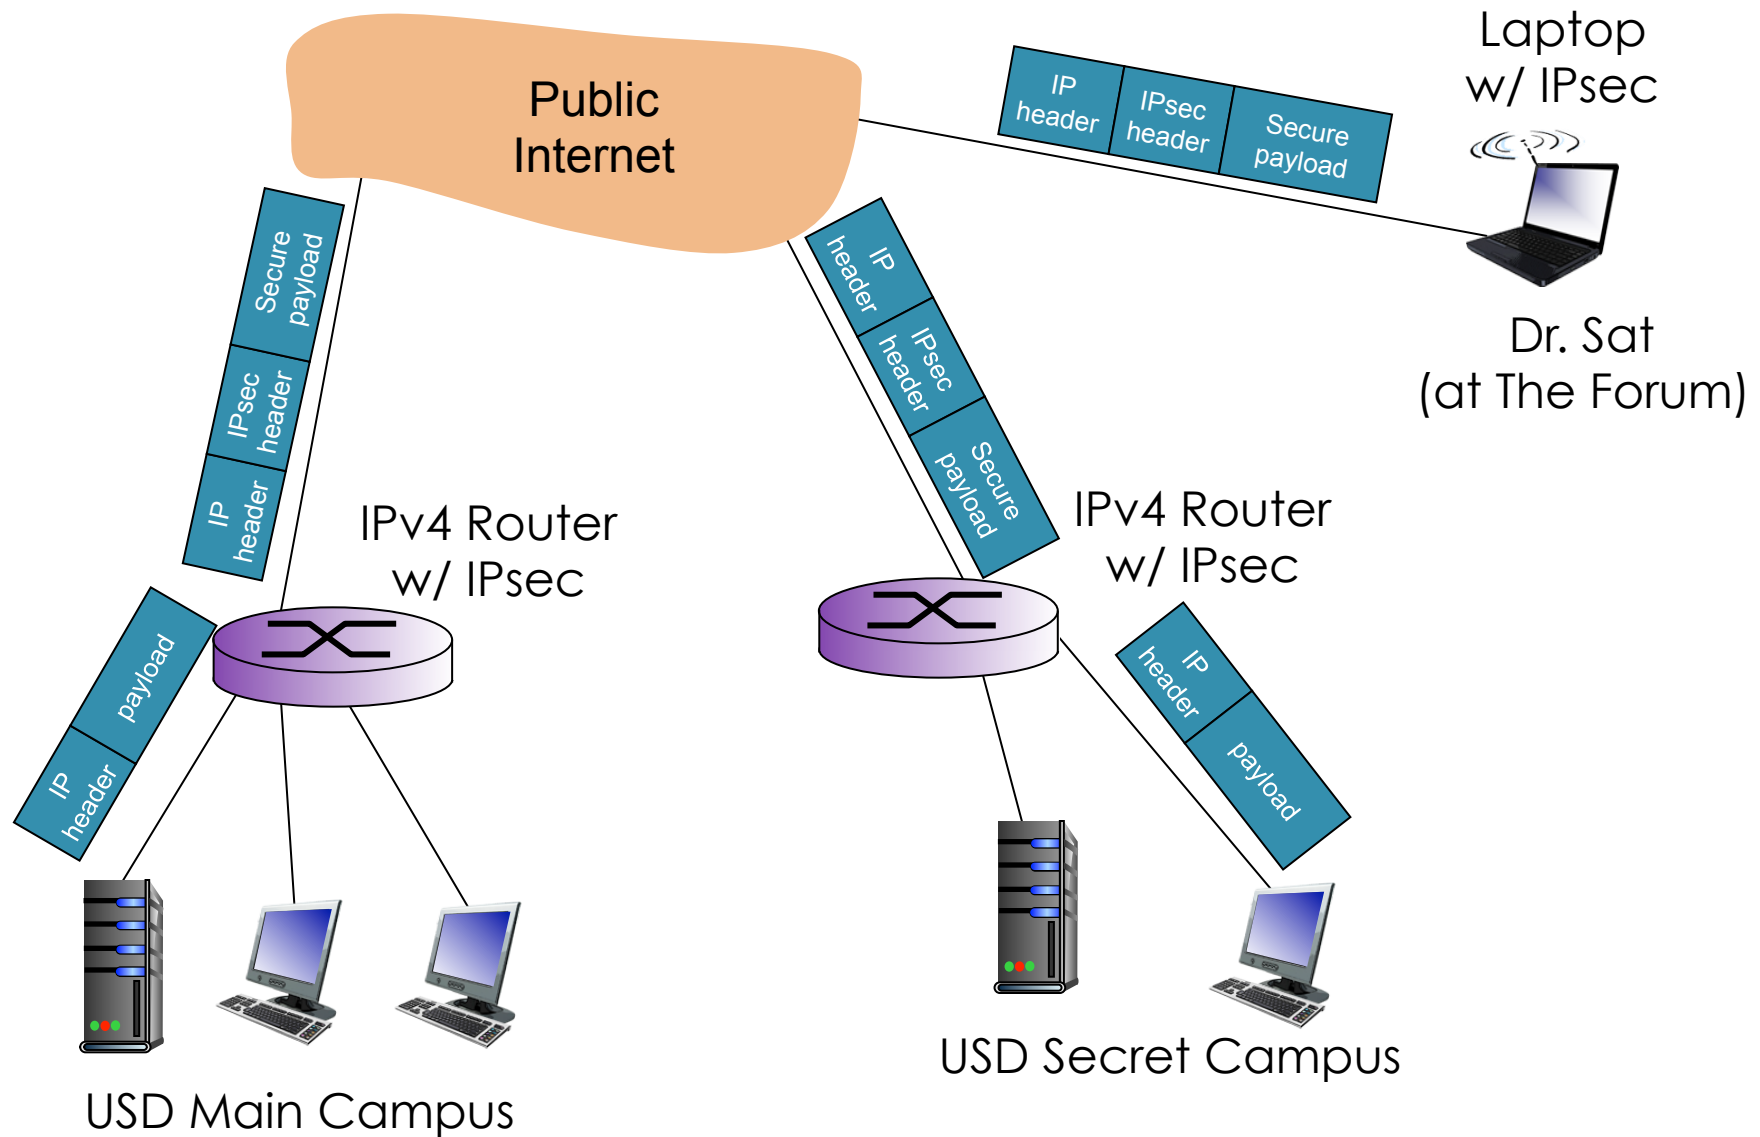 Public
Internet
IP
header
IPsec
header
Secure
payload
Laptop
w/ IPsec
Dr. Sat
(at The Forum)
Secure
payload
IPsec
header
IP
header
IP
header
IPsec
header
Secure
payload
IPv4 Router
w/ IPsec
IPv4 Router
w/ IPsec
payload
IP
header
IP
header
payload
USD Main Campus
USD Secret Campus